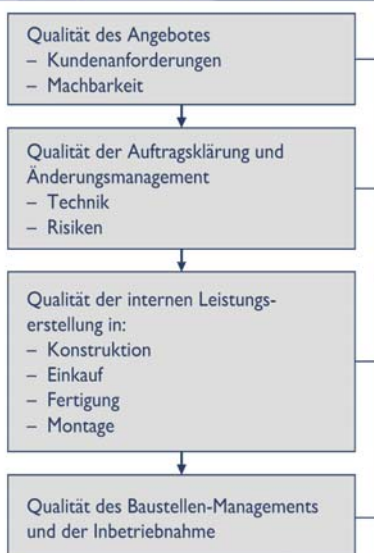 Qualität des Angebotes
– Kundenanforderungen
– Machbarkeit
Qualität der Auftragsklärung und
Änderungsmanagement
– Technik
– Risiken
Qualität der internen Leistungs-
erstellung in:
– Konstruktion
– Einkauf
– Fertigung
– Montage
Qualität des Baustellen-Managements
und der Inbetriebnahme